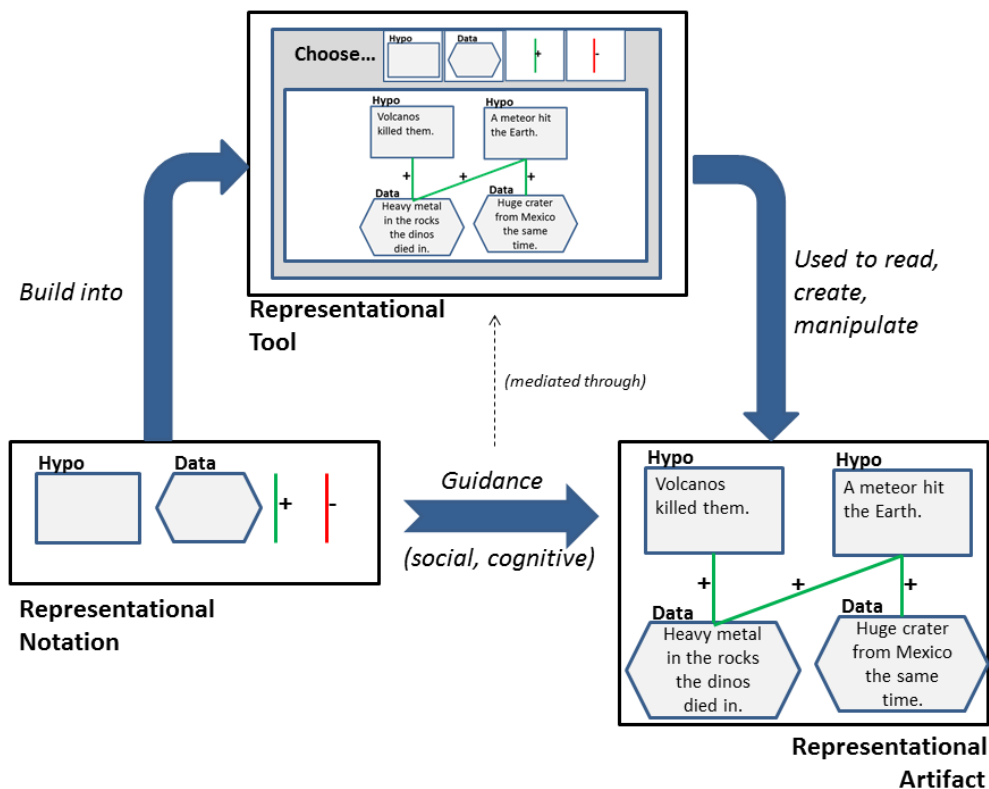 Choose...
Hypo
Data
+
-
Hypo
Volcanos
killed them.
Hypo
A meteor hit
the Earth.
+
+
+
Data
Heavy metal
in the rocks
the dinos
died in.
Data
Huge crater
from Mexico
the same
time.
Representational
Tool
Build into
Used to read,
create,
manipulate
(mediated through)
Hypo
Data
+
-
Representational
Notation
Guidance
(social, cognitive)
Hypo
Volcanos
killed them.
Hypo
A meteor hit
the Earth.
+
+
+
Data
Heavy metal
in the rocks
the dinos
died in.
Data
Huge crater
from Mexico
the same
time.
Representational
Artifact